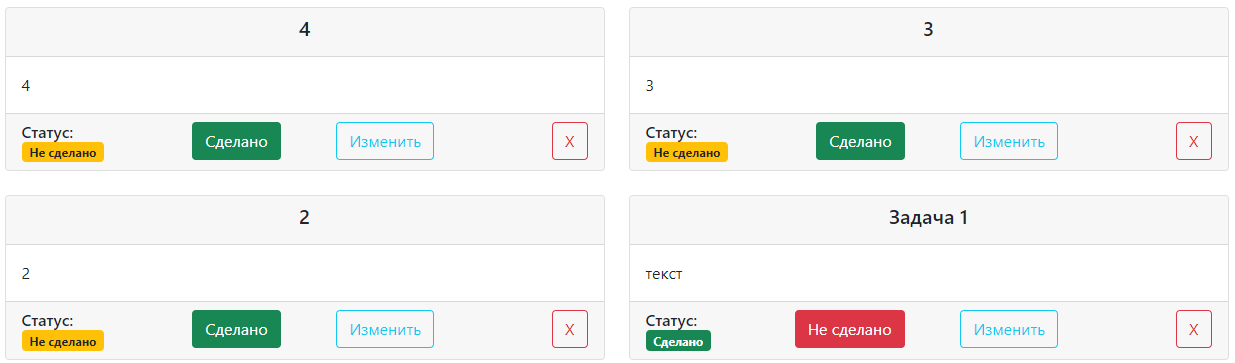 4
4
Статус:
Не сделано
Сделано
Изменить
X
3
3
Статус:
Не сделано
Сделано
Изменить
X
2
2
Статус:
Не сделано
Сделано
Изменить
X
Задача 1
текст
Статус:
Сделано
Не сделано
Изменить
X